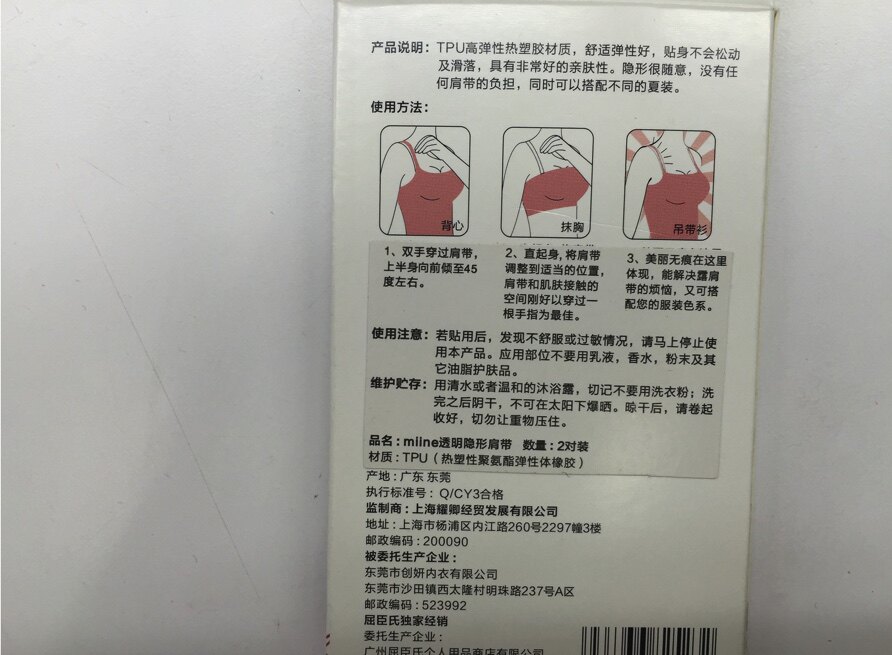 产品说明：TPU高弹性热塑胶材质，舒适弹性好，贴身不会松动
及滑落，具有非常好的亲肤性。隐形很随意，没有任
何肩带的负担，同时可以搭配不同的夏装。
使用方法：
背心
抹胸
吊带衫
1、双手穿过肩带，
上半身向前倾至45
度左右。
2、直起身，将肩带
调整到适当的位置，
肩带和肌肤接触的
空间刚好以穿过一
根手指为最佳。
3、美丽无痕在这里
体现，能解决露肩
带的烦恼，又可搭
配您的服装色系。
使用注意：若贴用后，发现不舒服或过敏情况，请马上停止使
用本产品。应用部位不要用乳液，香水，粉末及其
它油脂护肤品。
维护贮存：用清水或者温和的沐浴露，切记不要用洗衣粉；洗
完之后阴干，不可在太阳下爆晒。晾干后，请卷起
收好，切勿让重物压住。
品名：miine透明隐形肩带 数量：2对装
材质：TPU（热塑性聚氨酯弹性体橡胶）
产地：广东 东莞
执行标准号：Q/CY3合格
监制商：上海耀卿经贸发展有限公司
地址：上海市杨浦区内江路260号2297幢3楼
邮政编码：200090
被委托生产企业：
东莞市创妍内衣有限公司
东莞市沙田镇西太隆村明珠路237号A区
邮政编码：523992
屈臣氏独家经销
委托生产企业：
广州屈臣氏个人用品商店有限公司